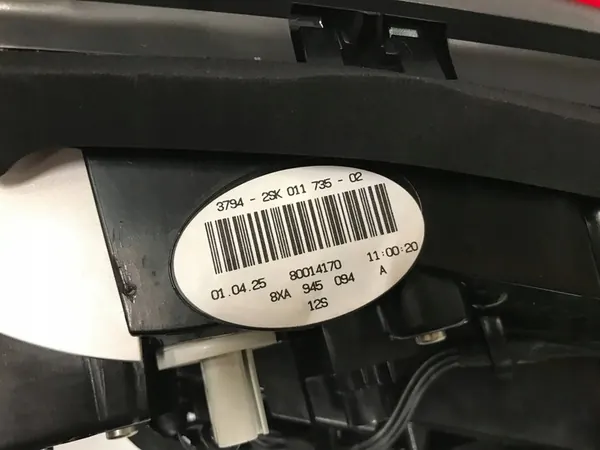 3794 - 2SK 011 735 - 02
01.04.25 80014170 11:00:20
8XA 945 094 A
12S